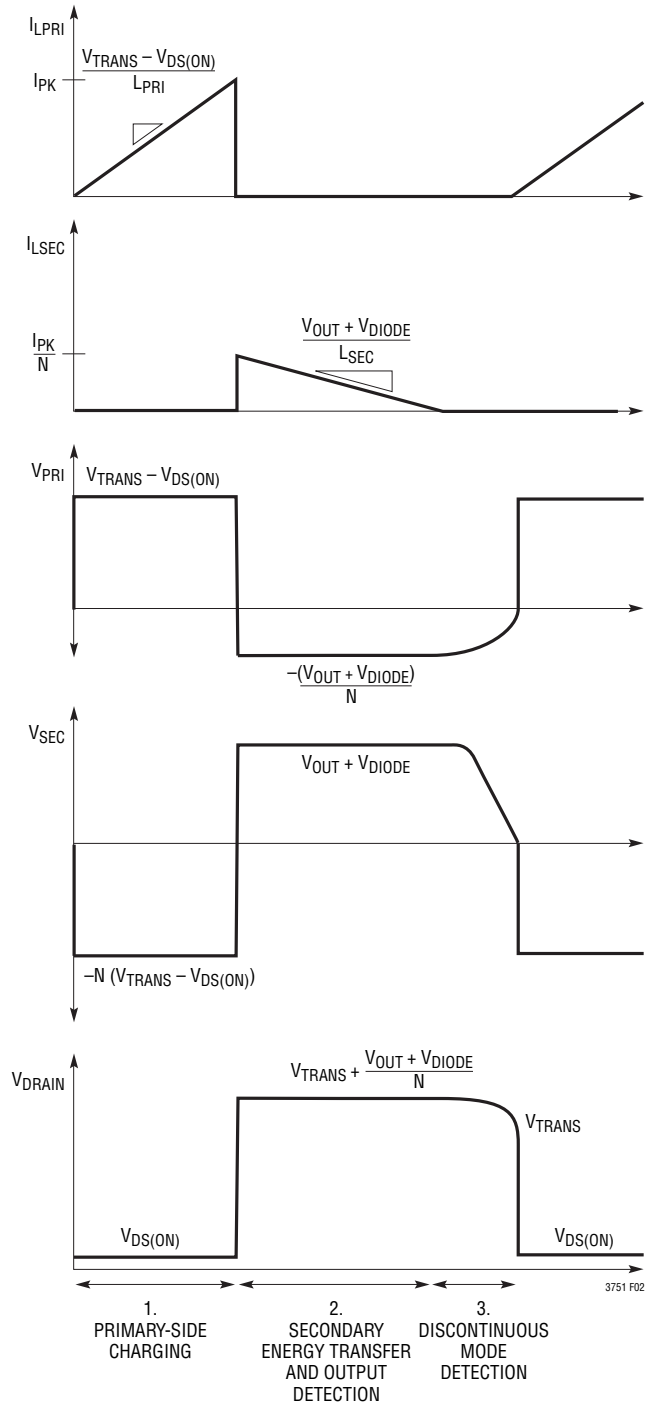 ILPRI
VTRANS – VDS(ON)
LPRI
IPK
ILSEC
IPK
N
VOUT + VDIODE
LSEC
VPRI
VTRANS – VDS(ON)
–(VOUT + VDIODE)
N
VSEC
VOUT + VDIODE
–N (VTRANS – VDS(ON))
VDRAIN
VTRANS + VOUT + VDIODE
N
VTRANS
VDS(ON)
VDS(ON)
3751 F02
1.
PRIMARY-SIDE
CHARGING
2.
SECONDARY
ENERGY TRANSFER
AND OUTPUT
DETECTION
3.
DISCONTINUOUS
MODE
DETECTION